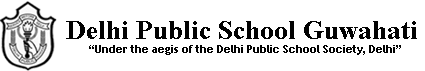 Delhi Public School Guwahati
“Under the aegis of the Delhi Public School Society, Delhi”